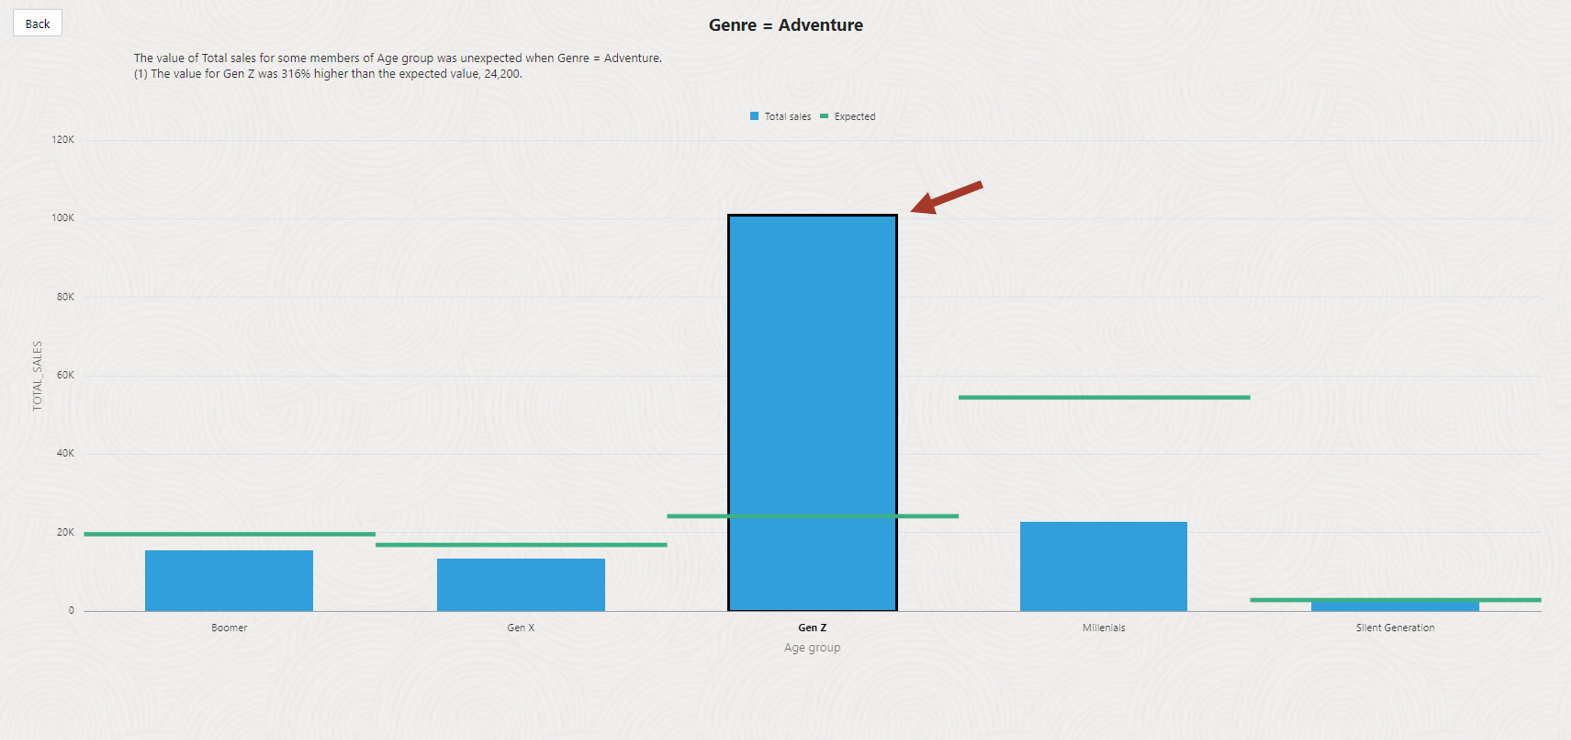 Back
Genre = Adventure
The value of Total sales for some members of Age group was unexpected when Genre = Adventure.
(1) The value for Gen Z was 316% higher than the expected value, 24,200.
Total sales Expected
120K
100K
80K
60K
40K
20K
0
TOTAL_SALES
Boomer Gen X Gen Z Millenials Silent Generation
Age group